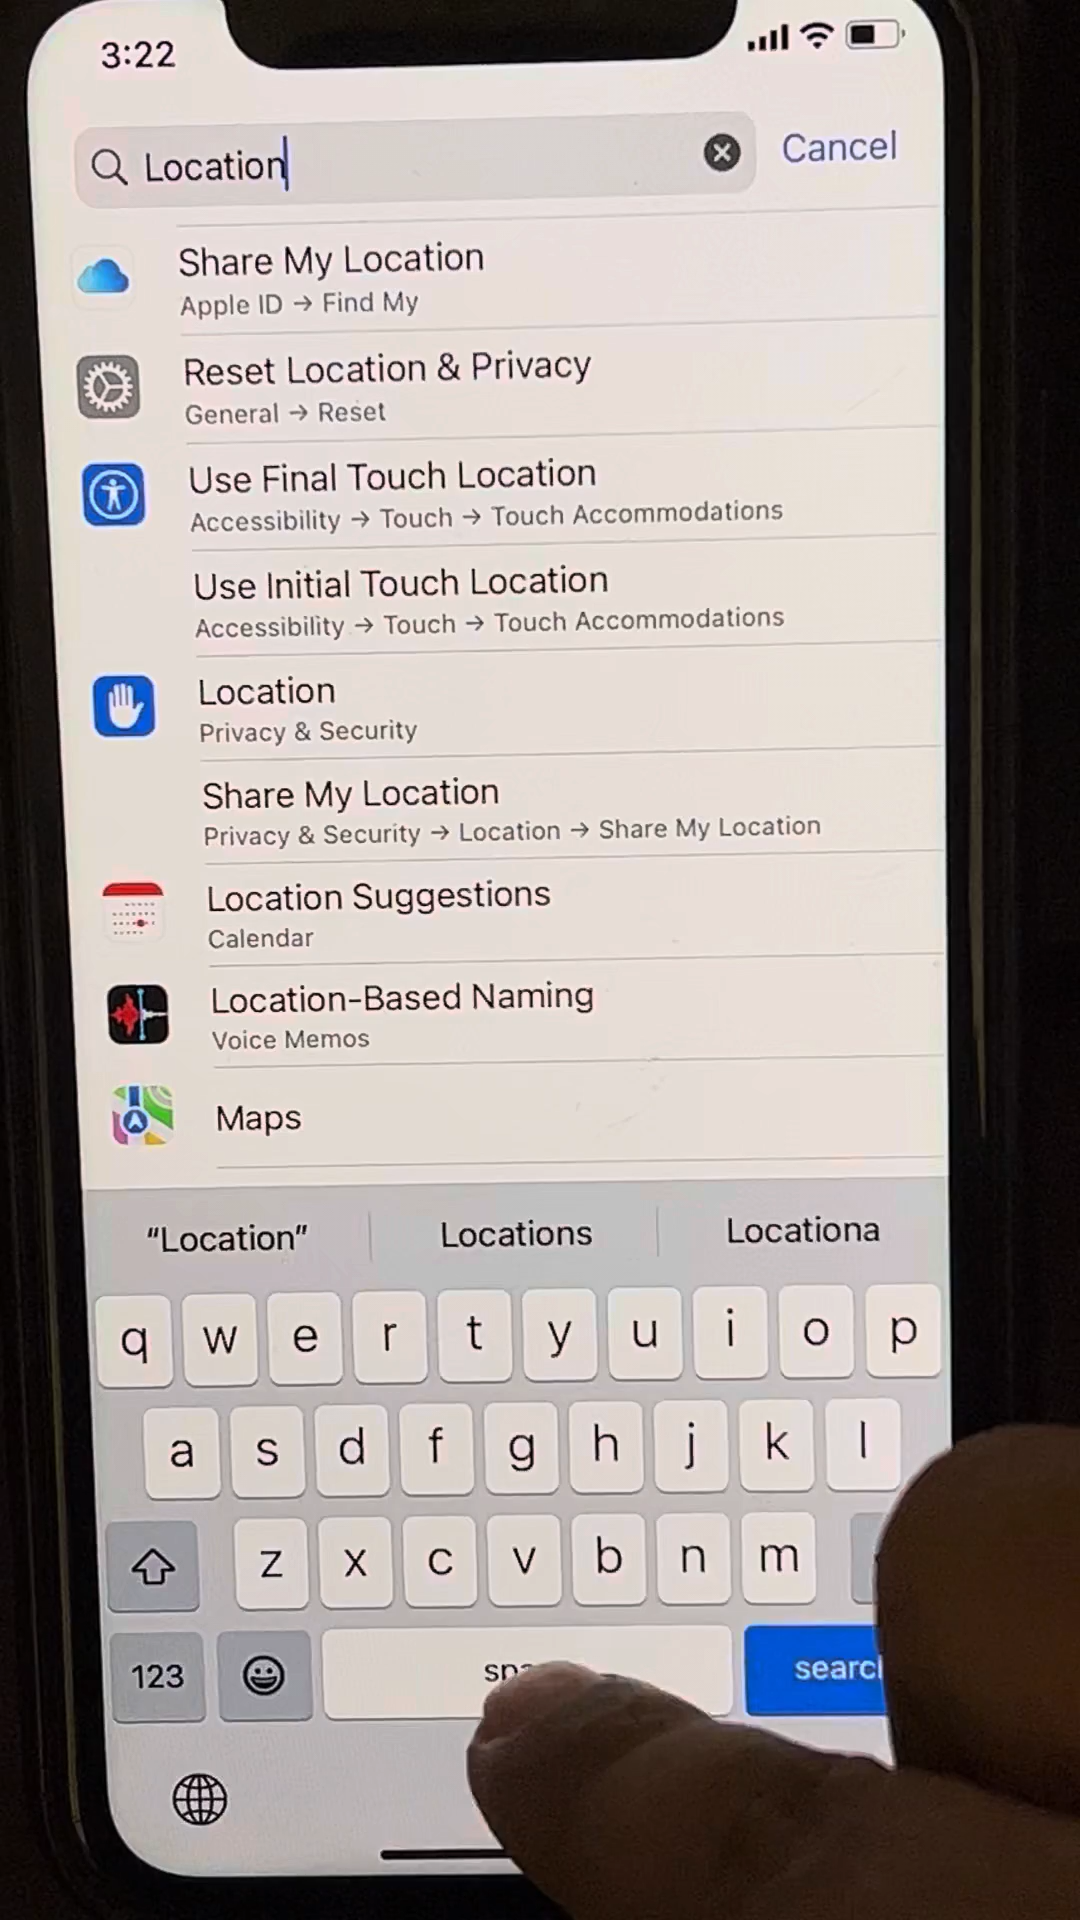 3:22
Location
Cancel
Share My Location
Apple ID → Find My
Reset Location & Privacy
General → Reset
Use Final Touch Location
Accessibility → Touch → Touch Accommodations
Use Initial Touch Location
Accessibility → Touch → Touch Accommodations
Location
Privacy & Security
Share My Location
Privacy & Security → Location → Share My Location
Location Suggestions
Calendar
Location-Based Naming
Voice Memos
Maps
“Location” Locations Locationa
q w e r t y u i o p
a s d f g h j k l
z x c v b n m
123